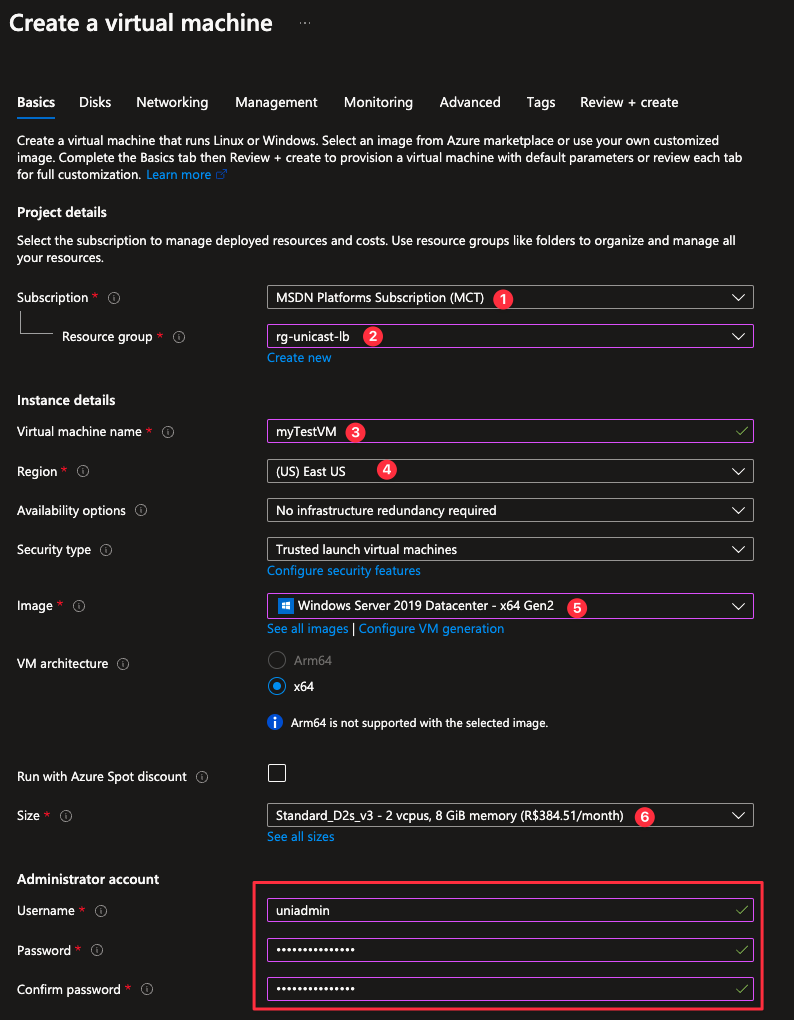 Create a virtual machine ...
Basics Disks Networking Management Monitoring Advanced Tags Review + create
Create a virtual machine that runs Linux or Windows. Select an image from Azure marketplace or use your own customized
image. Complete the Basics tab then Review + create to provision a virtual machine with default parameters or review each tab
for full customization. Learn more
Project details
Select the subscription to manage deployed resources and costs. Use resource groups like folders to organize and manage all
your resources.
Subscription * MSDN Platforms Subscription (MCT) 1
Resource group * rg-unicast-lb 2
Create new
Instance details
Virtual machine name * myTestVM 3
Region * (US) East US 4
Availability options No infrastructure redundancy required
Security type Trusted launch virtual machines
Configure security features
Image * Windows Server 2019 Datacenter - x64 Gen2 5
See all images | Configure VM generation
VM architecture Arm64
x64
Arm64 is not supported with the selected image.
Run with Azure Spot discount
Size * Standard_D2s_v3 - 2 vcpus, 8 GiB memory (R$384.51/month) 6
See all sizes
Administrator account
Username * uniadmin
Password * •••••••••••••••
Confirm password * •••••••••••••••